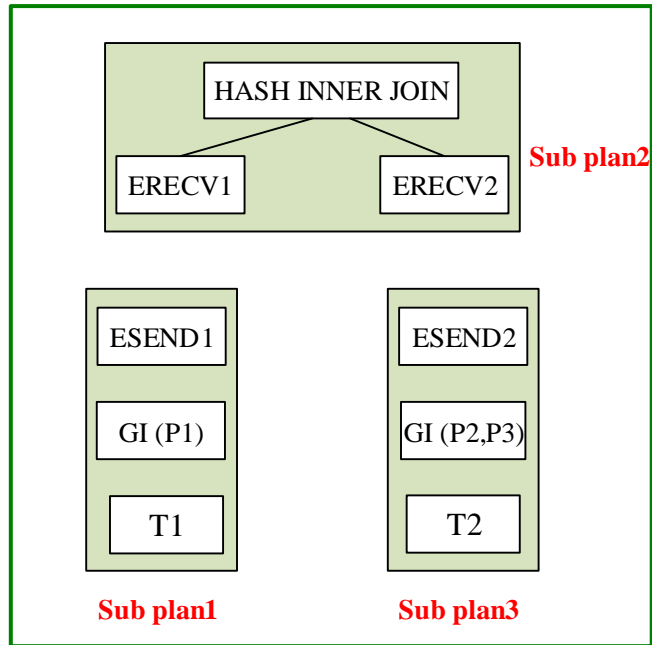 HASH INNER JOIN
Sub plan2
ERECV1
ERECV2
ESEND1
ESEND2
GI (P1)
GI (P2,P3)
T1
T2
Sub plan1
Sub plan3